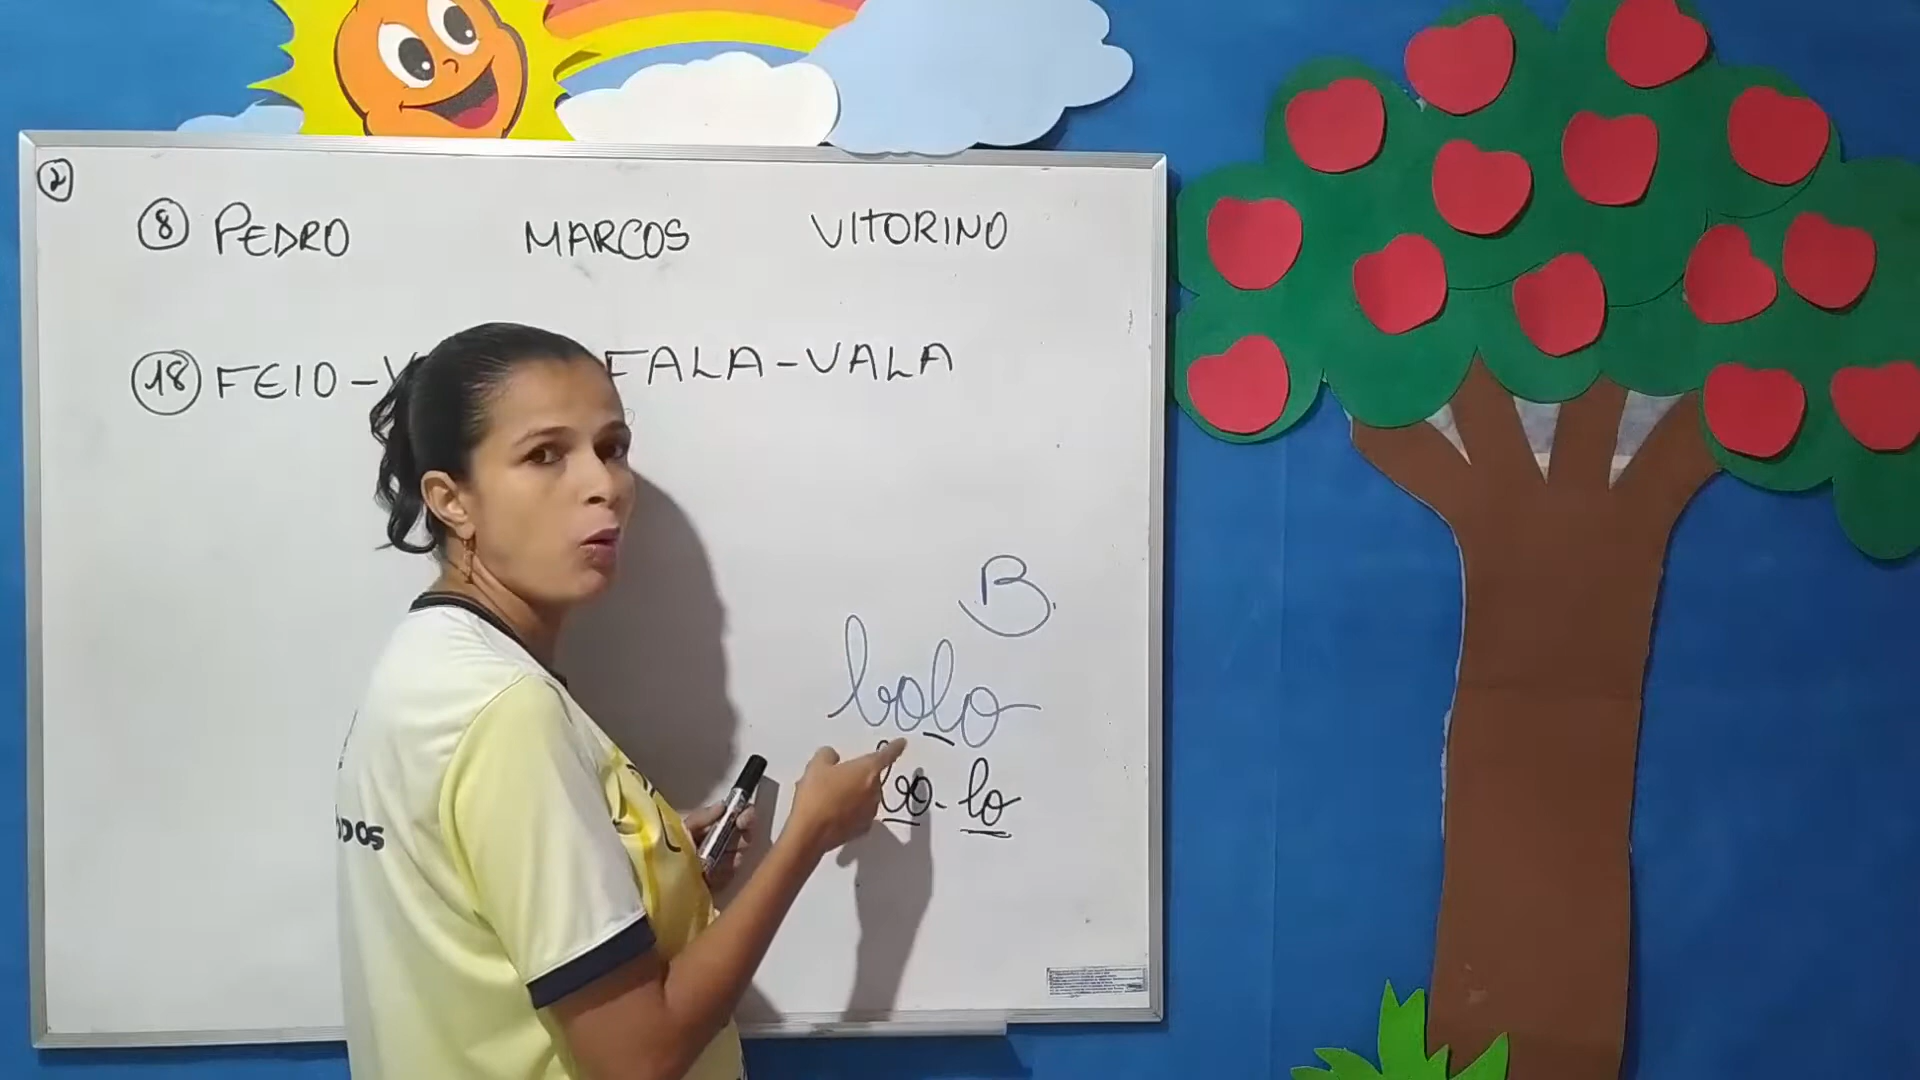 2
8 PEDRO MARCOS VITORINO
18 FEIO - V FALA - VALA
B
bolo
bo - lo
DOS